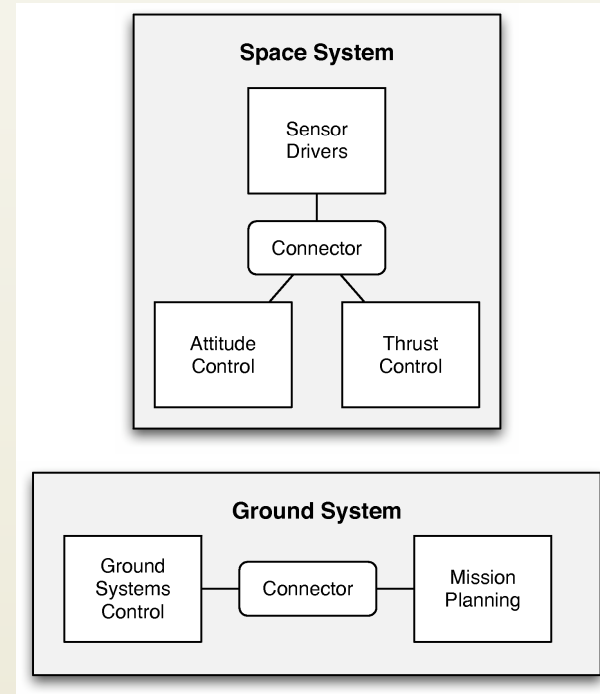 Space System
Sensor
Drivers
Connector
Attitude
Control
Thrust
Control
Ground System
Ground
Systems
Control
Connector
Mission
Planning